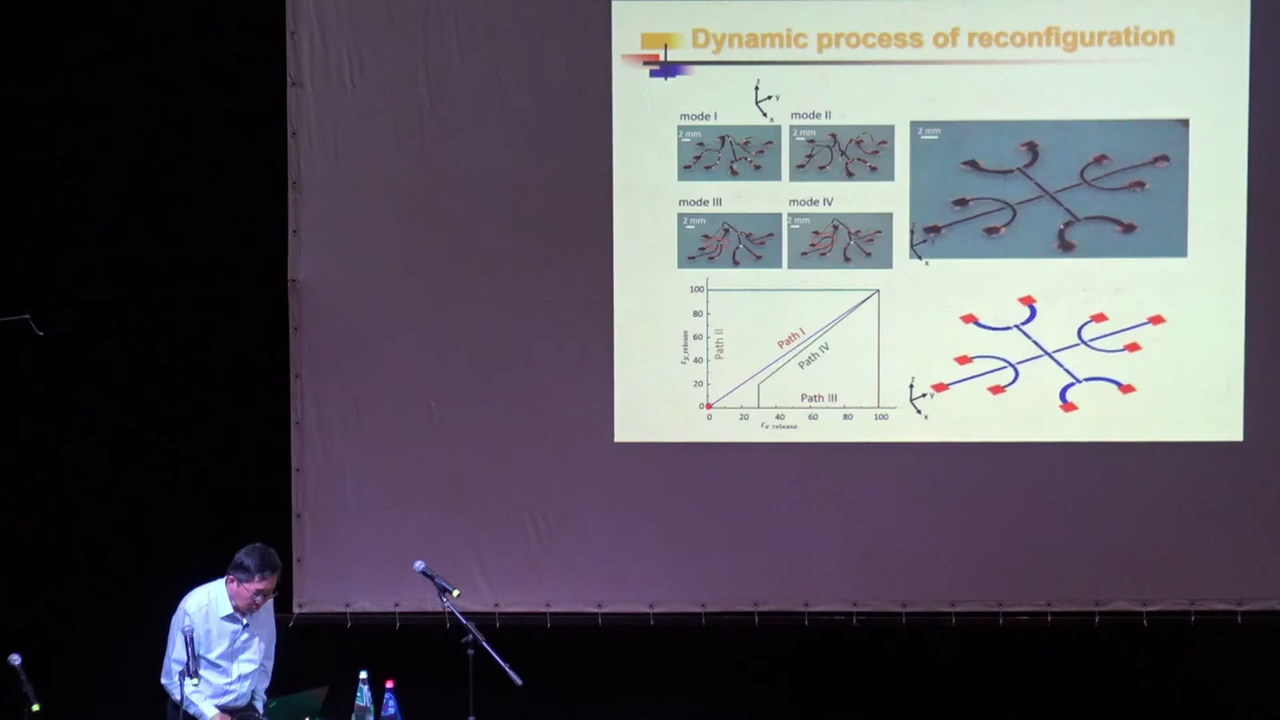 Dynamic process of reconfiguration
z
Y
X
mode I
mode II
2 mm
2 mm
2 mm
mode III
mode IV
2 mm
2 mm
x
100
80
60
40
20
0
εy_release
Path II
Path I
Path IV
Path III
0
20
40
60
80
100
εx_release
z
Y
X